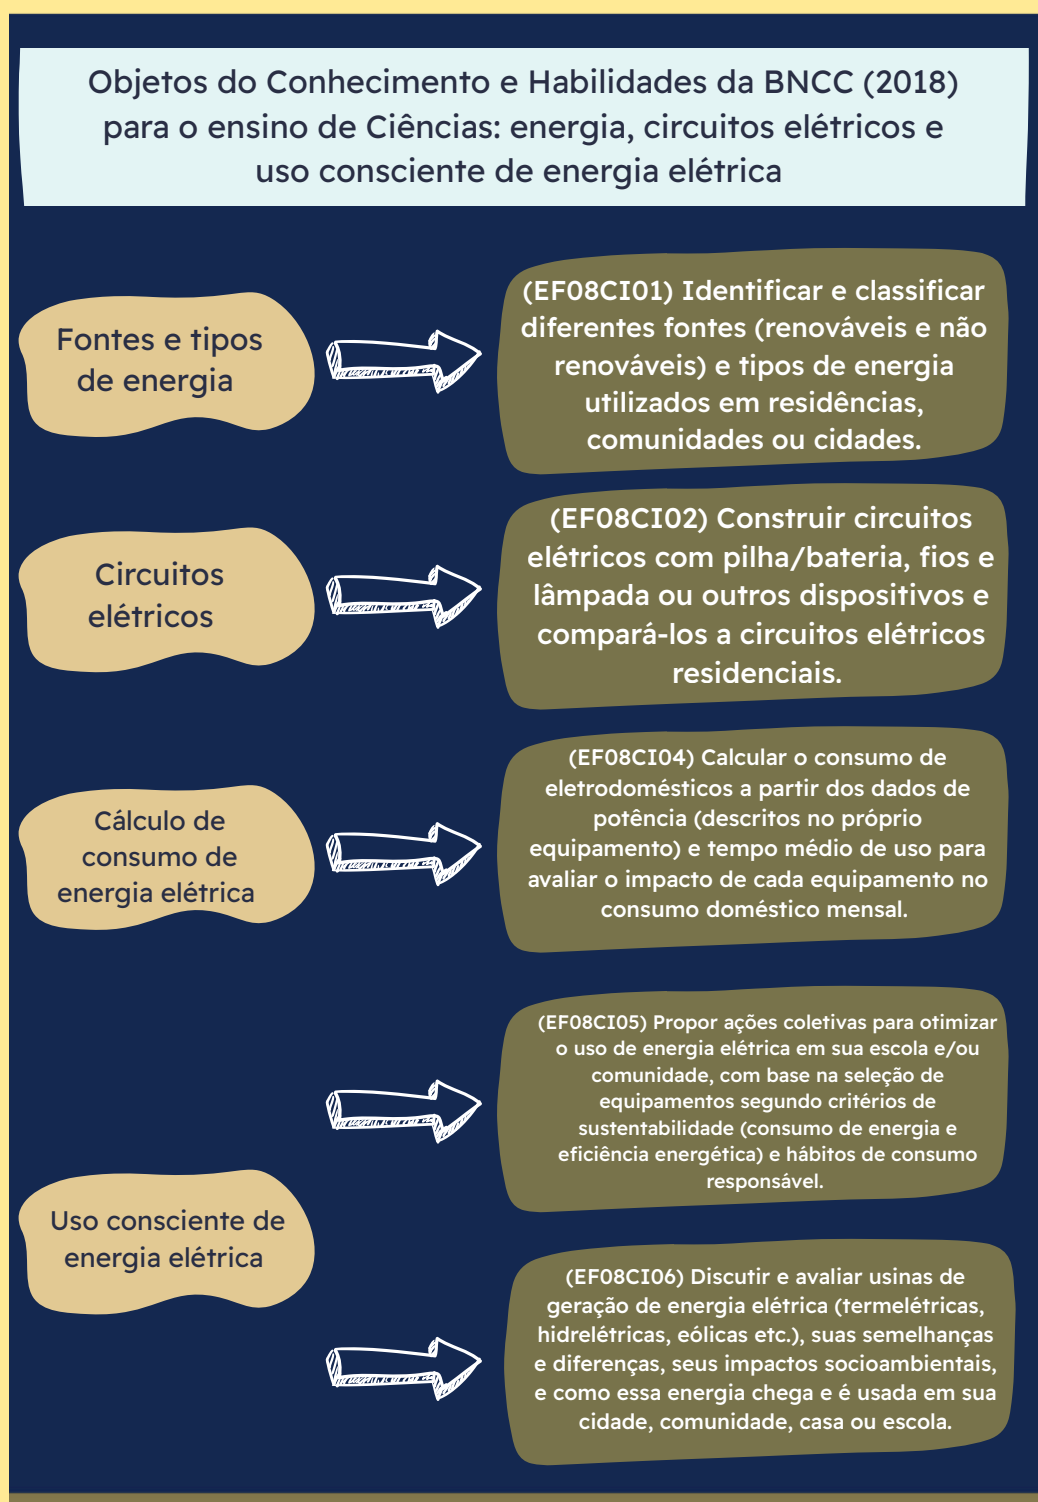 Objetos do Conhecimento e Habilidades da BNCC (2018)
para o ensino de Ciências: energia, circuitos elétricos e
uso consciente de energia elétrica
Fontes e tipos
de energia
(EF08CI01) Identificar e classificar
diferentes fontes (renováveis e não
renováveis) e tipos de energia
utilizados em residências,
comunidades ou cidades.
Circuitos
elétricos
(EF08CI02) Construir circuitos
elétricos com pilha/bateria, fios e
lâmpada ou outros dispositivos e
compará-los a circuitos elétricos
residenciais.
Cálculo de
consumo de
energia elétrica
(EF08CI04) Calcular o consumo de
eletrodomésticos a partir dos dados de
potência (descritos no próprio
equipamento) e tempo médio de uso para
avaliar o impacto de cada equipamento no
consumo doméstico mensal.
Uso consciente de
energia elétrica
(EF08CI05) Propor ações coletivas para otimizar
o uso de energia elétrica em sua escola e/ou
comunidade, com base na seleção de
equipamentos segundo critérios de
sustentabilidade (consumo de energia e
eficiência energética) e hábitos de consumo
responsável.
(EF08CI06) Discutir e avaliar usinas de
geração de energia elétrica (termelétricas,
hidrelétricas, eólicas etc.), suas semelhanças
e diferenças, seus impactos socioambientais,
e como essa energia chega e é usada em sua
cidade, comunidade, casa ou escola.